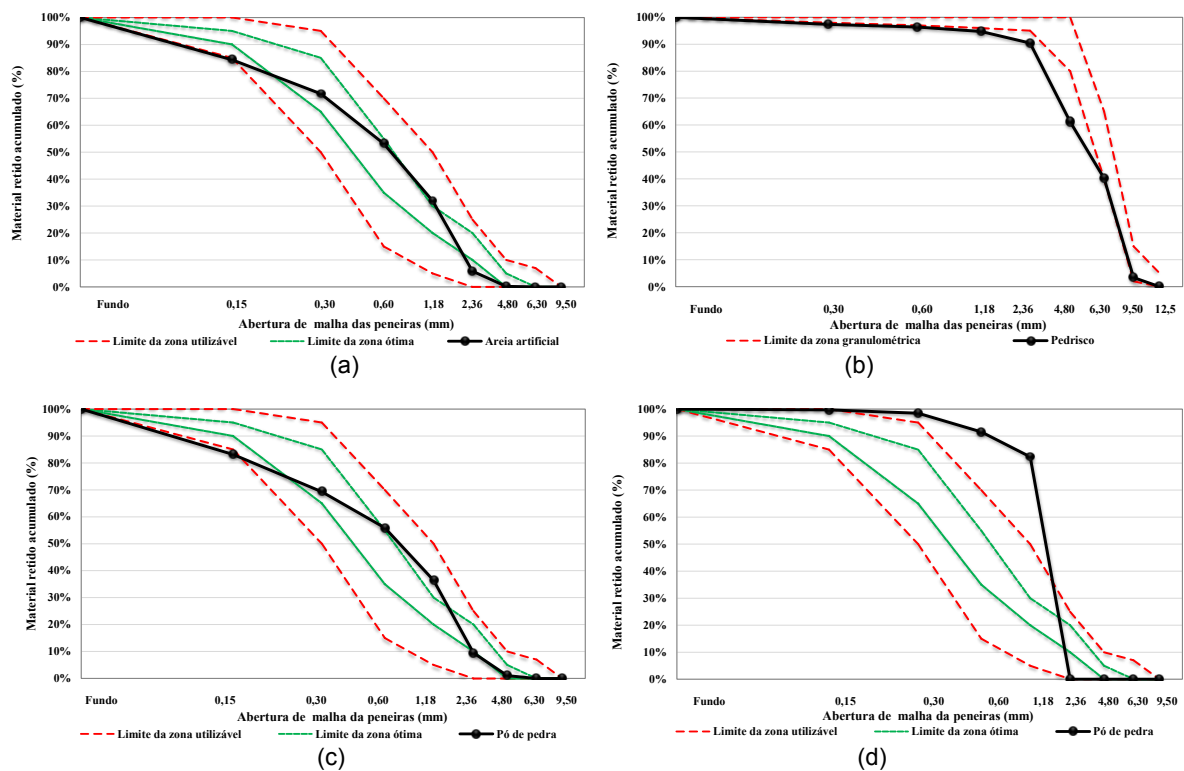 100%
90%
80%
70%
60%
50%
40%
30%
20%
10%
0%
Material retido acumulado (%)
Fundo 0,15 0,30 0,60 1,18 2,36 4,80 6,30 9,50
Abertura de malha das peneiras (mm)
Limite da zona utilizável Limite da zona ótima Areia artificial
(a)
100%
90%
80%
70%
60%
50%
40%
30%
20%
10%
0%
Material retido acumulado (%)
Fundo 0,30 0,60 1,18 2,36 4,80 6,30 9,50 12,5
Abertura de malha das peneiras (mm)
Limite da zona granulométrica Pedrisco
(b)
100%
90%
80%
70%
60%
50%
40%
30%
20%
10%
0%
Material retido acumulado (%)
Fundo 0,15 0,30 0,60 1,18 2,36 4,80 6,30 9,50
Abertura de malha da peneiras (mm)
Limite da zona utilizável Limite da zona ótima Pó de pedra
(c)
100%
90%
80%
70%
60%
50%
40%
30%
20%
10%
0%
Material retido acumulado (%)
Fundo 0,15 0,30 0,60 1,18 2,36 4,80 6,30 9,50
Abertura de malha da peneiras (mm)
Limite da zona utilizável Limite da zona ótima Pó de pedra
(d)